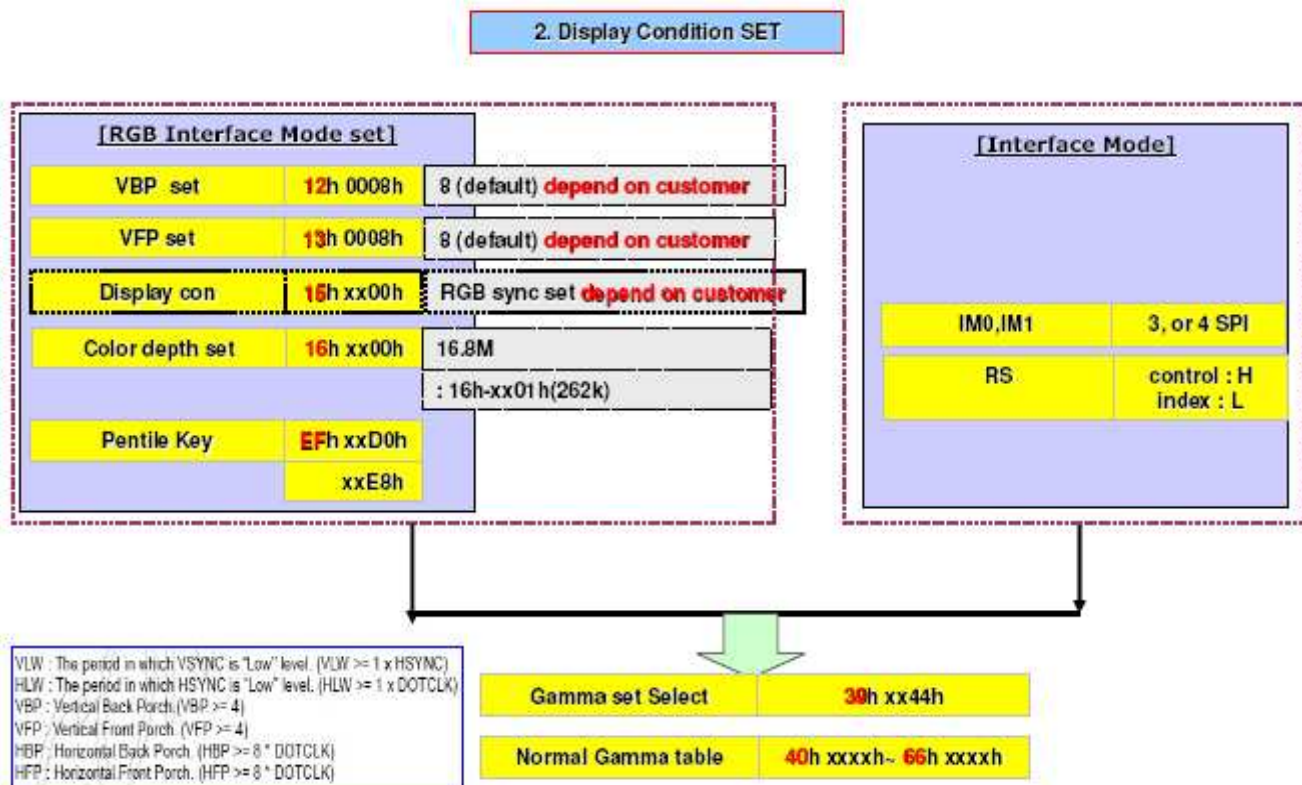 2. Display Condition SET
[RGB Interface Mode set]
VBP set 12h 0008h 8 (default) depend on customer
VFP set 13h 0008h 8 (default) depend on customer
Display con 15h xx00h RGB sync set depend on customer
Color depth set 16h xx00h 16.8M
: 16h-xx01h(262k)
Pentile Key EFh xxD0h
xxE8h
[Interface Mode]
IM0,IM1 3, or 4 SPI
RS control : H
index : L
VLW : The period in which VSYNC is "Low" level. (VLW >= 1 x HSYNC)
HLW : The period in which HSYNC is "Low" level. (HLW >= 1 x DOTCLK)
VBP : Vertical Back Porch.(VBP >= 4)
VFP : Vertical Front Porch. (VFP >= 4)
HBP : Horizontal Back Porch. (HBP >= 8 * DOTCLK)
HFP : Horizontal Front Porch. (HFP >= 8 * DOTCLK)
Gamma set Select 39h xx44h
Normal Gamma table 40h xxxxh~ 66h xxxxh